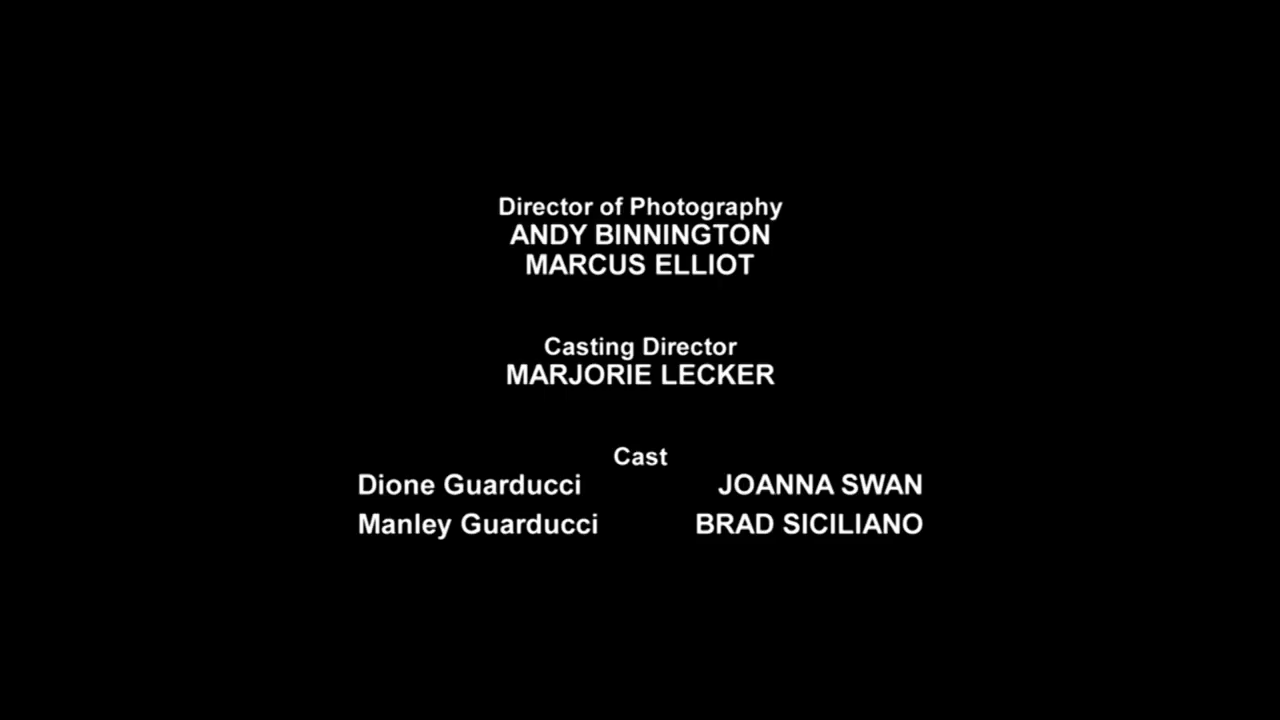 Director of Photography
ANDY BINNINGTON
MARCUS ELLIOT
Casting Director
MARJORIE LECKER
Cast
Dione Guarducci JOANNA SWAN
Manley Guarducci BRAD SICILIANO